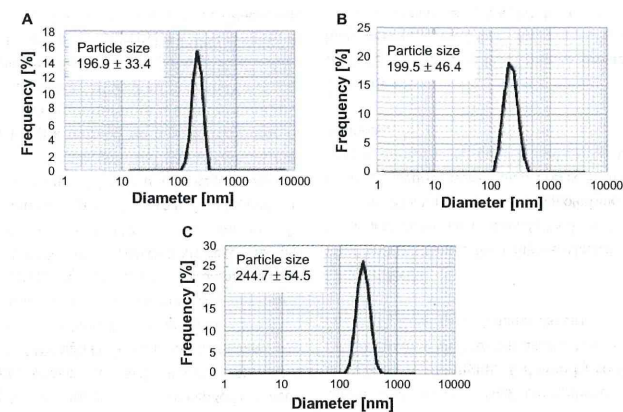 A
Frequency [%]
18
16
14
12
10
8
6
4
2
0
Particle size
196.9 ± 33.4
1 10 100 1000 10000
Diameter [nm]
B
Frequency [%]
25
20
15
10
5
0
Particle size
199.5 ± 46.4
1 10 100 1000 10000
Diameter [nm]
C
Frequency [%]
30
25
20
15
10
5
0
Particle size
244.7 ± 54.5
1 10 100 1000 10000
Diameter [nm]